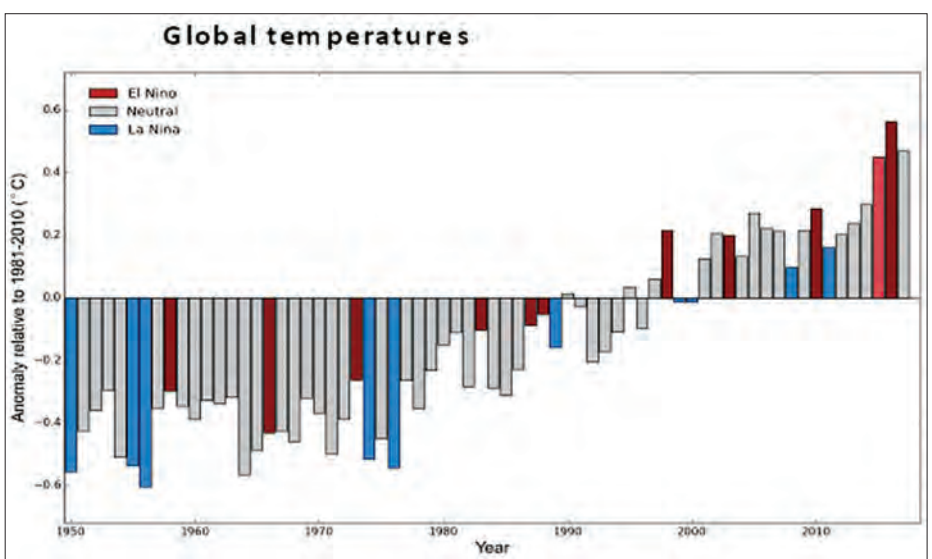 Global temperatures
El Nino
Neutral
La Nina
0.6
0.4
0.2
0.0
−0.2
−0.4
−0.6
Anomaly relative to 1981-2010 (°C)
1950 1960 1970 1980 1990 2000 2010
Year